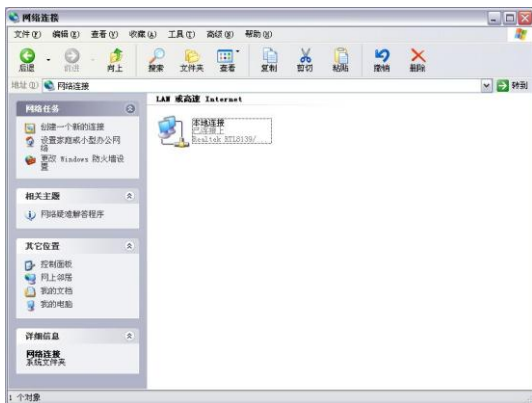 网络连接
文件(F) 编辑(E) 查看(V) 收藏(A) 工具(T) 高级(N) 帮助(H)
后退 前进 向上 搜索 文件夹 查看 复制 剪切 粘贴 撤销 删除
地址(D) 网络连接 转到
网络任务
创建一个新的连接
设置家庭或小型办公网
络
更改 Windows 防火墙设
置
相关主题
网络疑难解答程序
其它位置
控制面板
网上邻居
我的文档
我的电脑
详细信息
网络连接
系统文件夹
LAN 或高速 Internet
本地连接
已连接上
Realtek RTL8139/
1 个对象